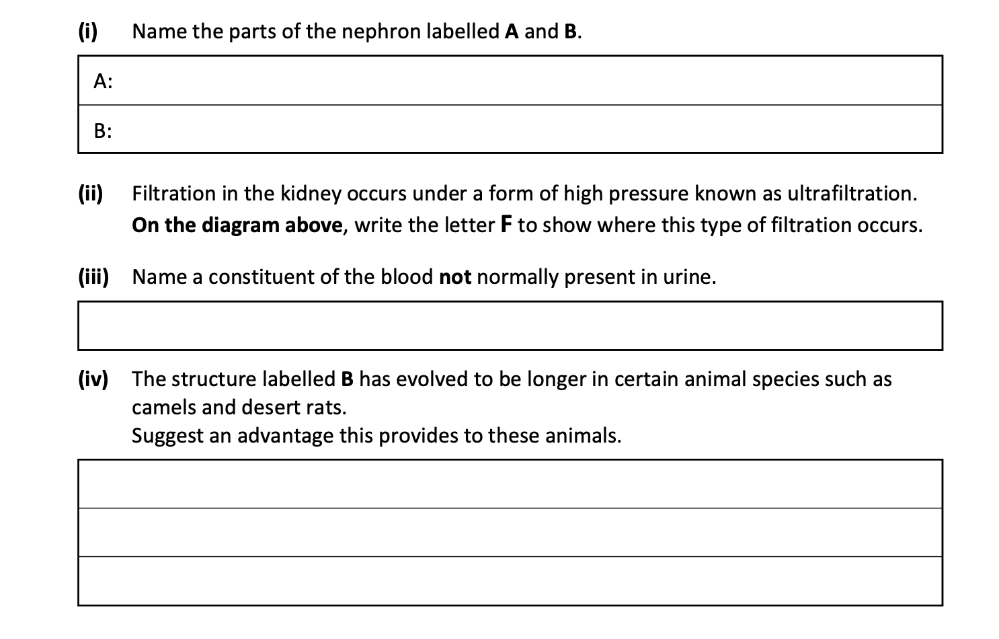 (i) Name the parts of the nephron labelled A and B.
A:
B:
(ii) Filtration in the kidney occurs under a form of high pressure known as ultrafiltration.
On the diagram above, write the letter F to show where this type of filtration occurs.
(iii) Name a constituent of the blood not normally present in urine.
(iv) The structure labelled B has evolved to be longer in certain animal species such as
camels and desert rats.
Suggest an advantage this provides to these animals.